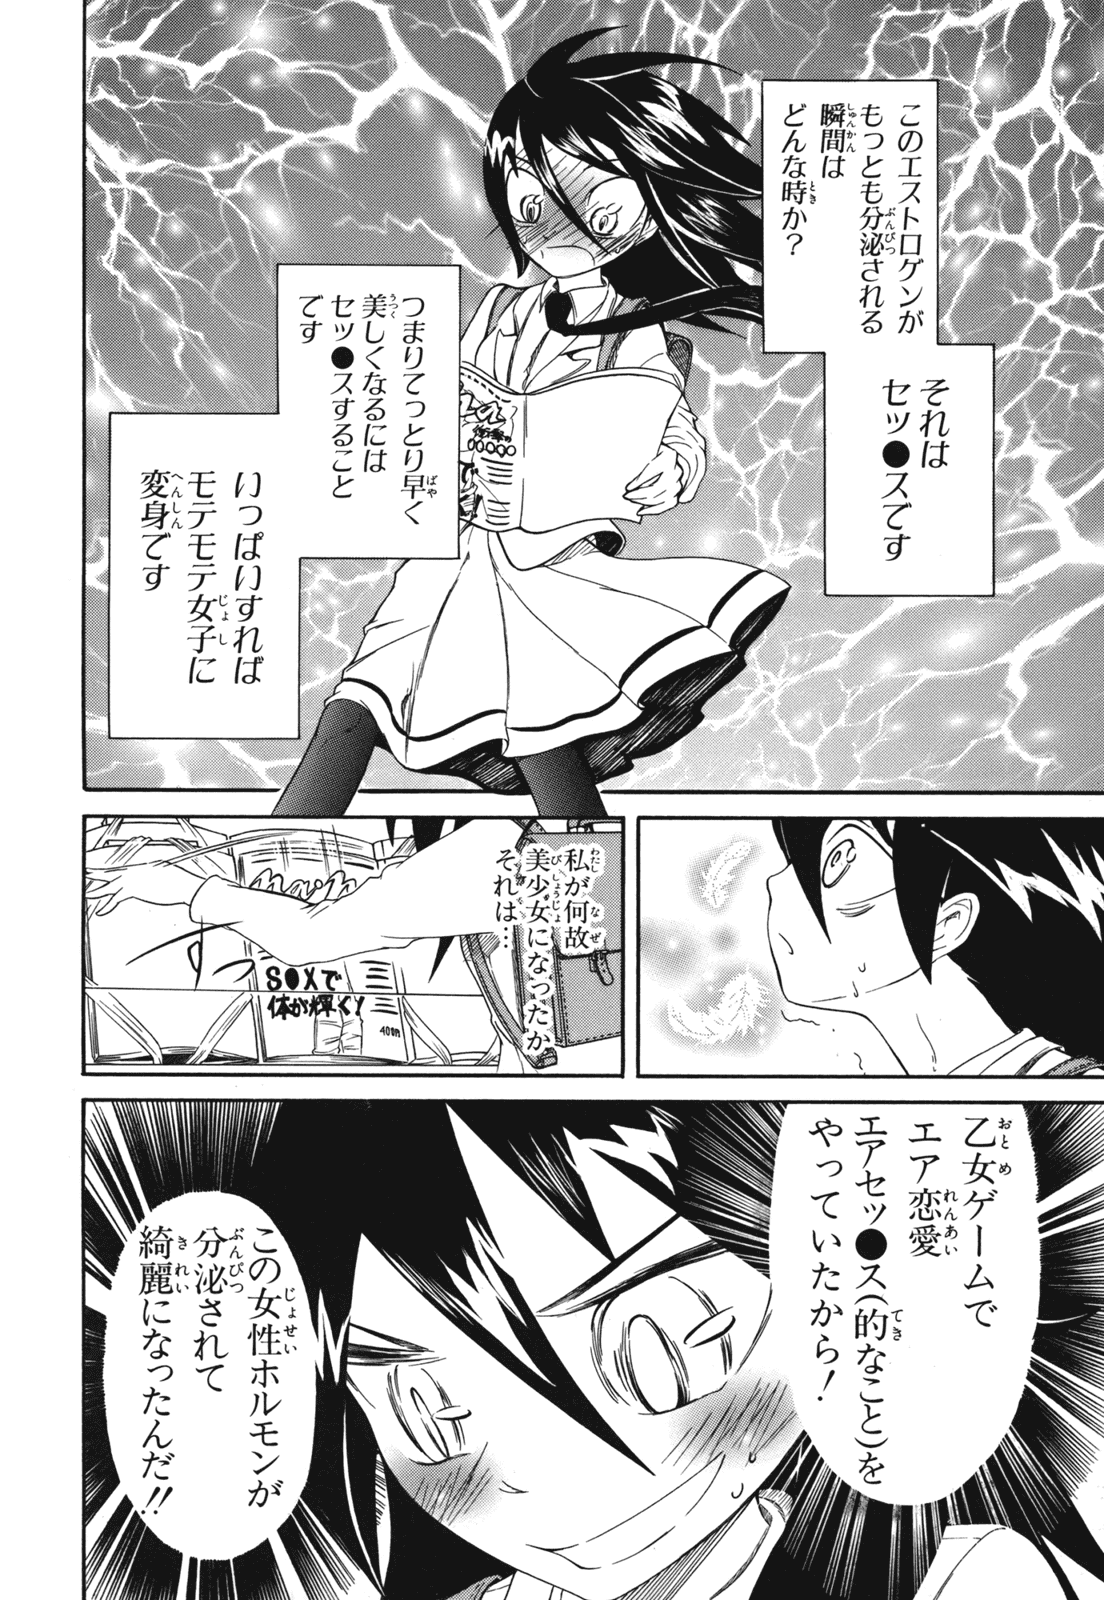 このエストロゲンが
もっとも分泌される
瞬間は
どんな時か?
それは
セッ●スです
つまりてっとり早く
美しくなるには
セッ●スすること
です
いっぱいすれば
モテモテ女子に
変身です
私が何故
美少女になったか
それは…
すっ
S●Xで
体が輝く!
400円
乙女ゲームで
エア恋愛
エアセッ●ス(的なこと)を
やっていたから!
この女性ホルモンが
分泌されて
綺麗になったんだ!!